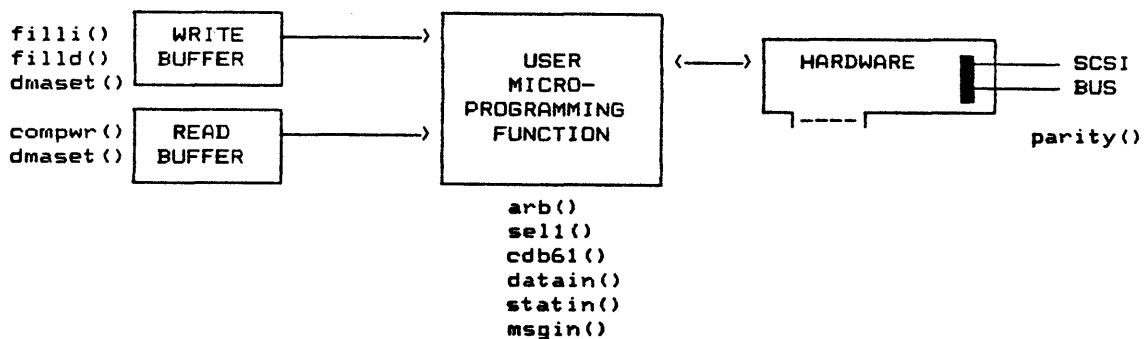 filli()
filld()
dmaset()
WRITE
BUFFER
compwr()
dmaset()
READ
BUFFER
USER
MICRO-
PROGRAMMING
FUNCTION
HARDWARE
SCSI
BUS
parity()
arb()
sel1()
cdb61()
datain()
statin()
msgin()